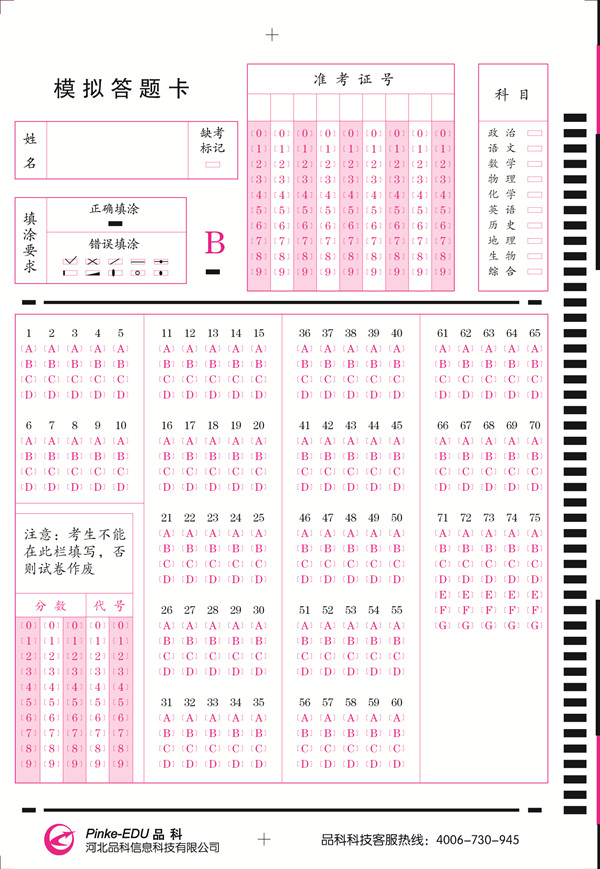 模拟答题卡
姓名
缺考标记
准考证号
[0] [0] [0] [0] [0] [0] [0] [0] [0]
[1] [1] [1] [1] [1] [1] [1] [1] [1]
[2] [2] [2] [2] [2] [2] [2] [2] [2]
[3] [3] [3] [3] [3] [3] [3] [3] [3]
[4] [4] [4] [4] [4] [4] [4] [4] [4]
[5] [5] [5] [5] [5] [5] [5] [5] [5]
[6] [6] [6] [6] [6] [6] [6] [6] [6]
[7] [7] [7] [7] [7] [7] [7] [7] [7]
[8] [8] [8] [8] [8] [8] [8] [8] [8]
[9] [9] [9] [9] [9] [9] [9] [9] [9]
科目
政治
语文
数学
物理
化学
英语
历史
地理
生物
綜合
填涂要求
正确填涂
错误填涂
B
1 2 3 4 5
[A] [A] [A] [A] [A]
[B] [B] [B] [B] [B]
[C] [C] [C] [C] [C]
[D] [D] [D] [D] [D]
6 7 8 9 10
[A] [A] [A] [A] [A]
[B] [B] [B] [B] [B]
[C] [C] [C] [C] [C]
[D] [D] [D] [D] [D]
注意：考生不能
在此栏填写，否
则试卷作废
分数 代号
[0] [0] [0] [0] [0]
[1] [1] [1] [1] [1]
[2] [2] [2] [2] [2]
[3] [3] [3] [3] [3]
[4] [4] [4] [4] [4]
[5] [5] [5] [5] [5]
[6] [6] [6] [6] [6]
[7] [7] [7] [7] [7]
[8] [8] [8] [8] [8]
[9] [9] [9] [9] [9]
11 12 13 14 15
[A] [A] [A] [A] [A]
[B] [B] [B] [B] [B]
[C] [C] [C] [C] [C]
[D] [D] [D] [D] [D]
16 17 18 19 20
[A] [A] [A] [A] [A]
[B] [B] [B] [B] [B]
[C] [C] [C] [C] [C]
[D] [D] [D] [D] [D]
21 22 23 24 25
[A] [A] [A] [A] [A]
[B] [B] [B] [B] [B]
[C] [C] [C] [C] [C]
[D] [D] [D] [D] [D]
26 27 28 29 30
[A] [A] [A] [A] [A]
[B] [B] [B] [B] [B]
[C] [C] [C] [C] [C]
[D] [D] [D] [D] [D]
31 32 33 34 35
[A] [A] [A] [A] [A]
[B] [B] [B] [B] [B]
[C] [C] [C] [C] [C]
[D] [D] [D] [D] [D]
36 37 38 39 40
[A] [A] [A] [A] [A]
[B] [B] [B] [B] [B]
[C] [C] [C] [C] [C]
[D] [D] [D] [D] [D]
41 42 43 44 45
[A] [A] [A] [A] [A]
[B] [B] [B] [B] [B]
[C] [C] [C] [C] [C]
[D] [D] [D] [D] [D]
46 47 48 49 50
[A] [A] [A] [A] [A]
[B] [B] [B] [B] [B]
[C] [C] [C] [C] [C]
[D] [D] [D] [D] [D]
51 52 53 54 55
[A] [A] [A] [A] [A]
[B] [B] [B] [B] [B]
[C] [C] [C] [C] [C]
[D] [D] [D] [D] [D]
56 57 58 59 60
[A] [A] [A] [A] [A]
[B] [B] [B] [B] [B]
[C] [C] [C] [C] [C]
[D] [D] [D] [D] [D]
61 62 63 64 65
[A] [A] [A] [A] [A]
[B] [B] [B] [B] [B]
[C] [C] [C] [C] [C]
[D] [D] [D] [D] [D]
66 67 68 69 70
[A] [A] [A] [A] [A]
[B] [B] [B] [B] [B]
[C] [C] [C] [C] [C]
[D] [D] [D] [D] [D]
71 72 73 74 75
[A] [A] [A] [A] [A]
[B] [B] [B] [B] [B]
[C] [C] [C] [C] [C]
[D] [D] [D] [D] [D]
[E] [E] [E] [E] [E]
[F] [F] [F] [F] [F]
[G] [G] [G] [G] [G]
Pinke-EDU 品科
河北品科信息科技有限公司
品科科技客服热线：4006-730-945